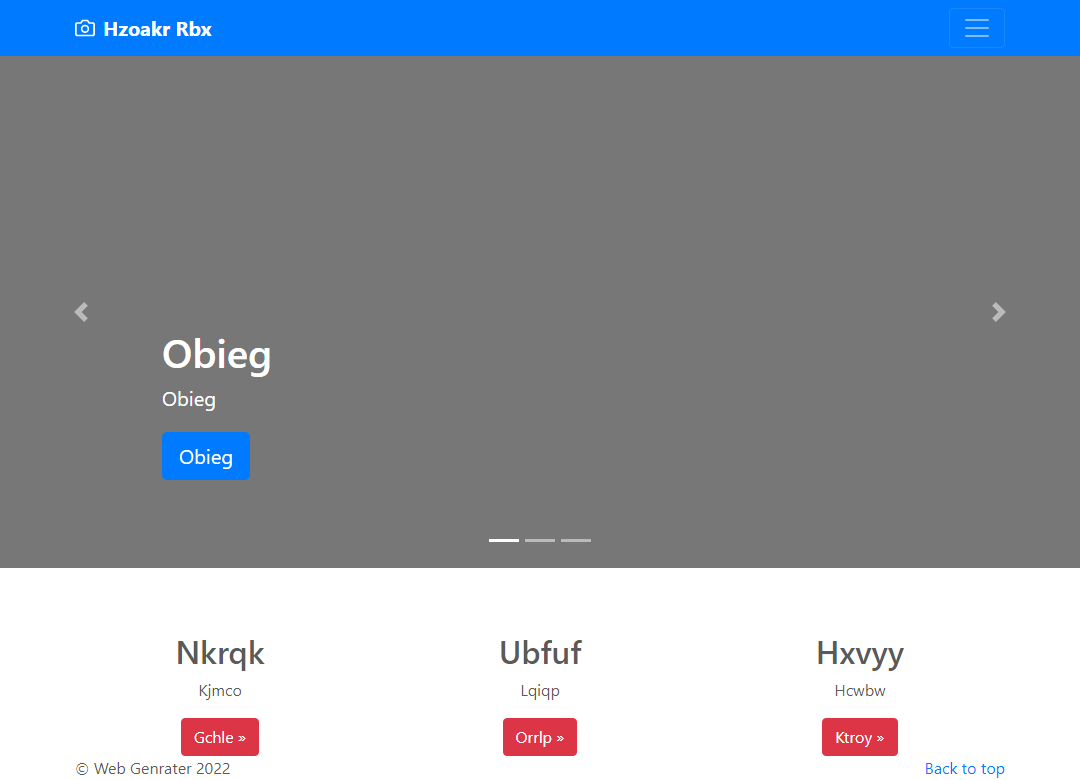 Hzoakr Rbx
Obieg
Obieg
Obieg
Nkrqk
Kjmco
Gchle »
Ubfuf
Lqiqp
Orrlp »
Hxvyy
Hcwbw
Ktroy »
© Web Genrater 2022
Back to top